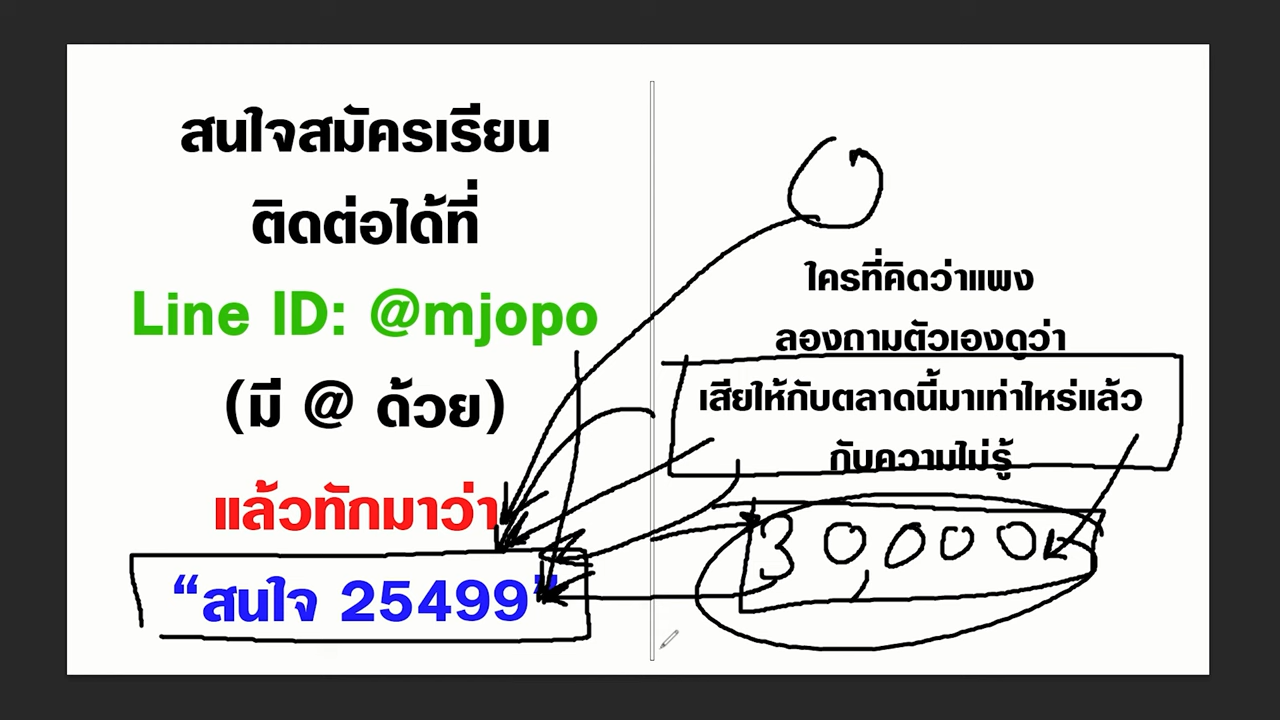 สนใจสมัครเรียน
ติดต่อได้ที่
Line ID: @mjopo
(มี @ ด้วย)
แล้วทักมาว่า
“สนใจ 25499”
ใครที่คิดว่าแพง
ลองถามตัวเองดูว่า
เสียให้กับตลาดนี้มาเท่าไหร่แล้ว
กับความไม่รู้
30,000